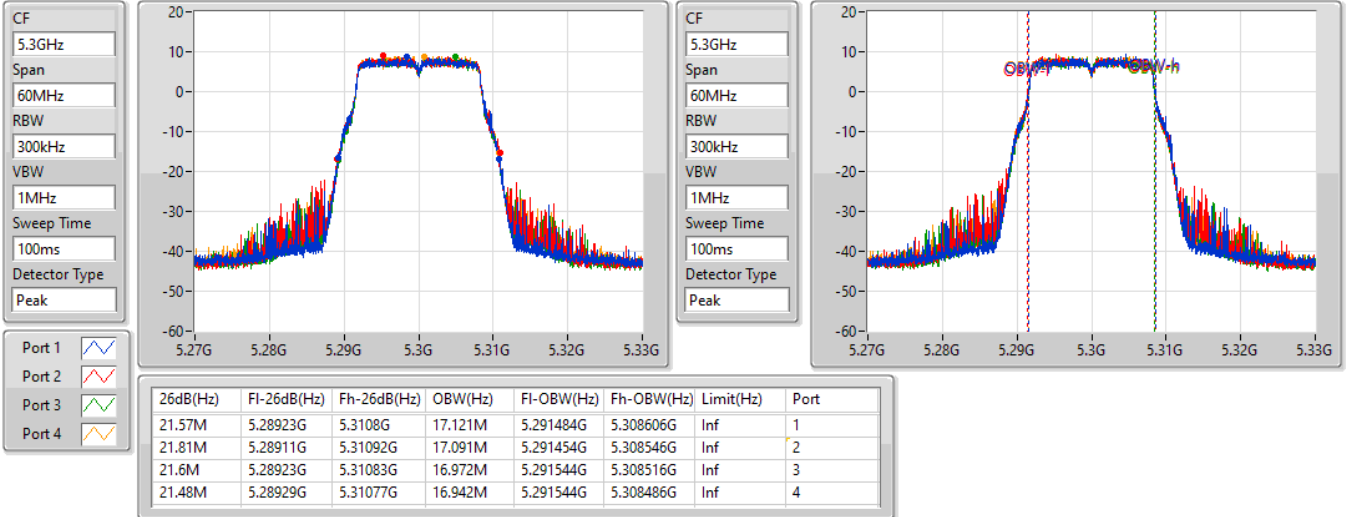 CF
5.3GHz
Span
60MHz
RBW
300kHz
VBW
1MHz
Sweep Time
100ms
Detector Type
Peak
20
10
0
-10
-20
-30
-40
-50
-60
5.27G 5.28G 5.29G 5.3G 5.31G 5.32G 5.33G
CF
5.3GHz
Span
60MHz
RBW
300kHz
VBW
1MHz
Sweep Time
100ms
Detector Type
Peak
20
10
0
-10
-20
-30
-40
-50
-60
OBW-l OBW-h
5.27G 5.28G 5.29G 5.3G 5.31G 5.32G 5.33G
Port 1
Port 2
Port 3
Port 4
26dB(Hz) Fl-26dB(Hz) Fh-26dB(Hz) OBW(Hz) Fl-OBW(Hz) Fh-OBW(Hz) Limit(Hz) Port
21.57M 5.28923G 5.3108G 17.121M 5.291484G 5.308606G Inf 1
21.81M 5.28911G 5.31092G 17.091M 5.291454G 5.308546G Inf 2
21.6M 5.28923G 5.31083G 16.972M 5.291544G 5.308516G Inf 3
21.48M 5.28929G 5.31077G 16.942M 5.291544G 5.308486G Inf 4